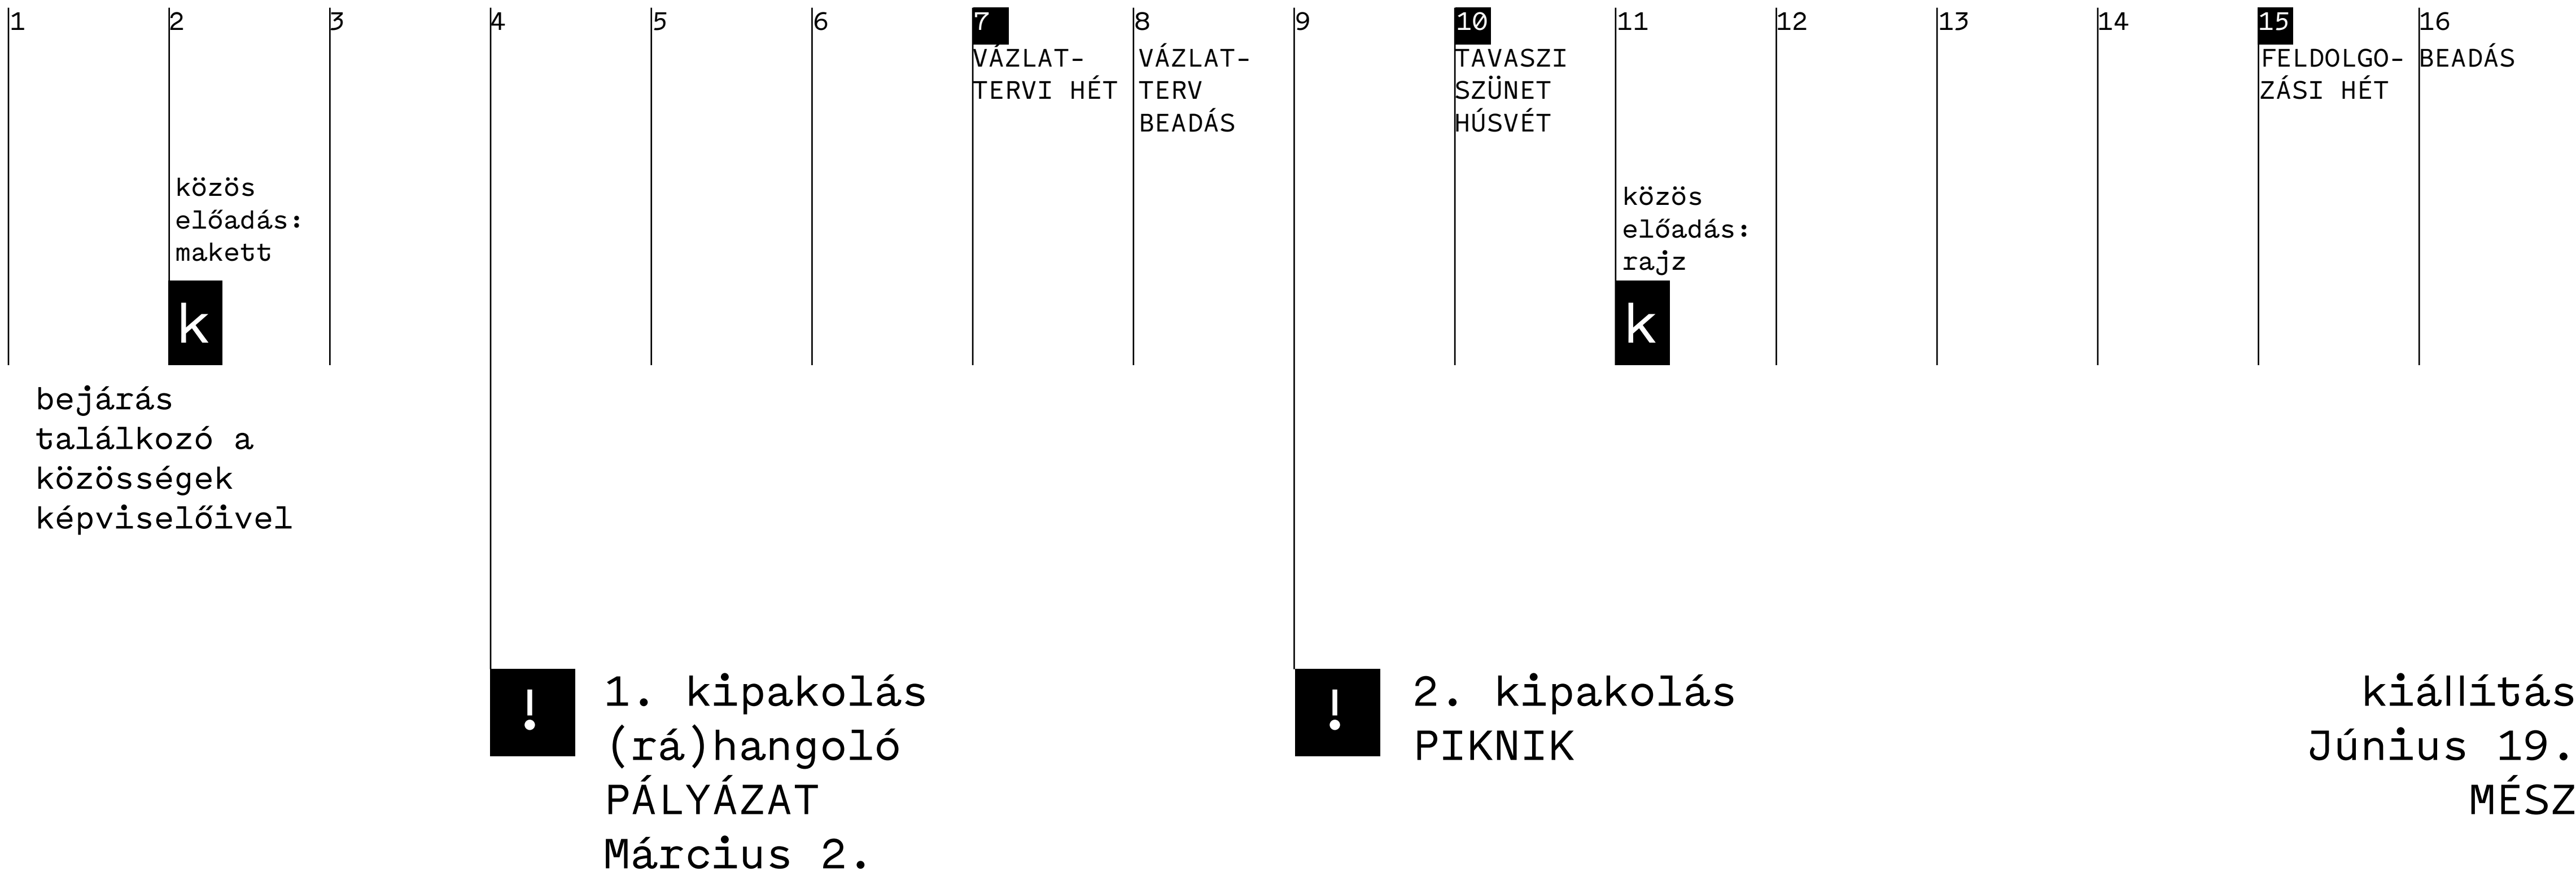 1 2 3 4 5 6 7 8 9 10 11 12 13 14 15 16
VÁZLAT-
TERVI HÉT
VÁZLAT-
TERV
BEADÁS
TAVASZI
SZÜNET
HÚSVÉT
FELDOLGO-
ZÁSI HÉT
BEADÁS
közös
előadás:
makett
k
közös
előadás:
rajz
k
bejárás
találkozó a
közösségek
képviselőivel
!
1. kipakolás
(rá)hangoló
PÁLYÁZAT
Március 2.
!
2. kipakolás
PIKNIK
kiállítás
Június 19.
MÉSZ